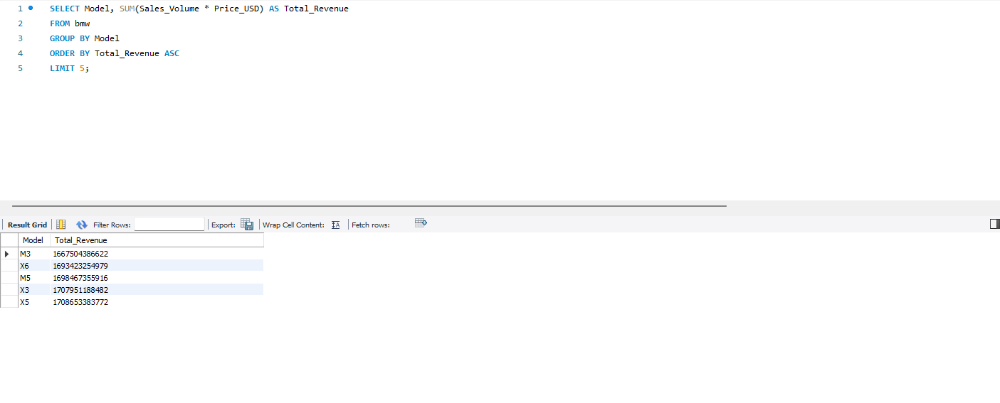 1 SELECT Model, SUM(Sales_Volume * Price_USD) AS Total_Revenue
2 FROM bmw
3 GROUP BY Model
4 ORDER BY Total_Revenue ASC
5 LIMIT 5;
Result Grid Filter Rows: Export: Wrap Cell Content: Fetch rows:
Model Total_Revenue
M3 1667504386622
X6 1693423254979
M5 1698467355916
X3 1707951188482
X5 1708653383772